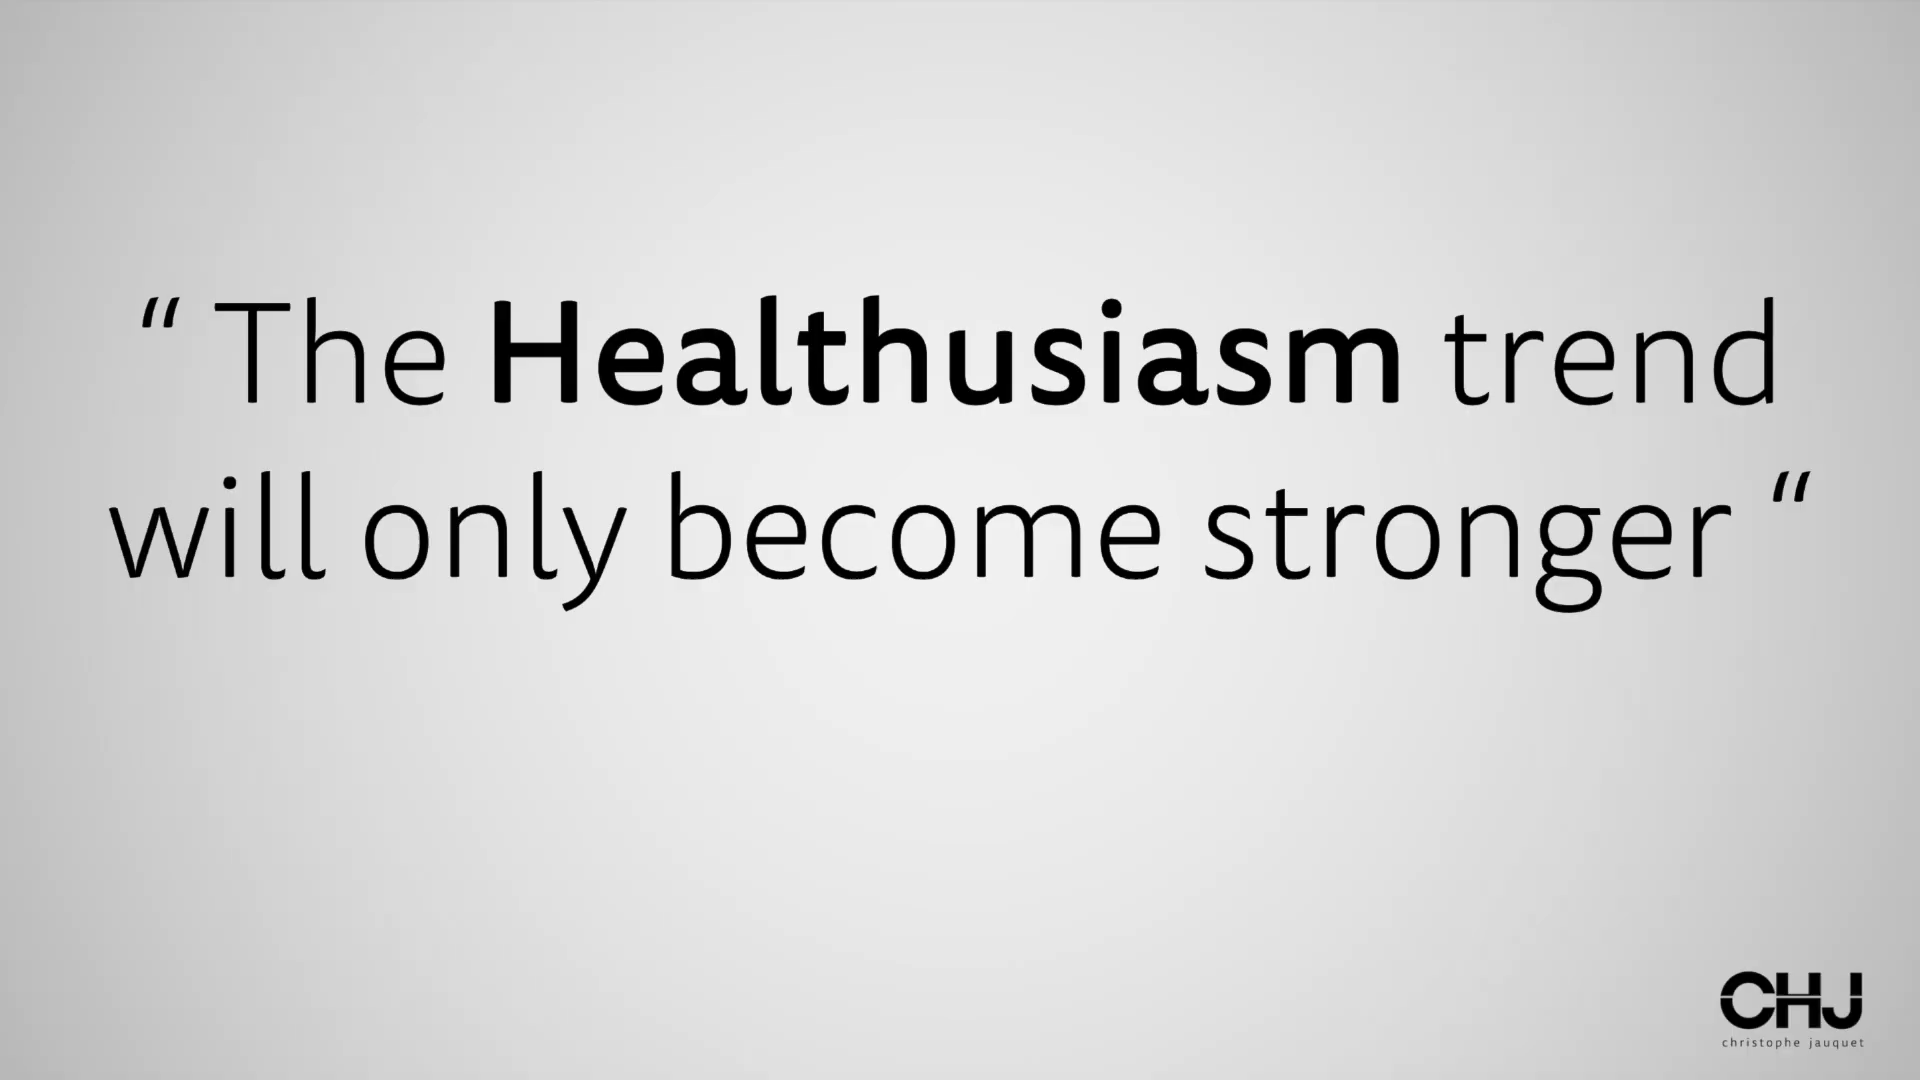 “ The Healthusiasm trend
will only become stronger “
CHJ
christophe jauquet